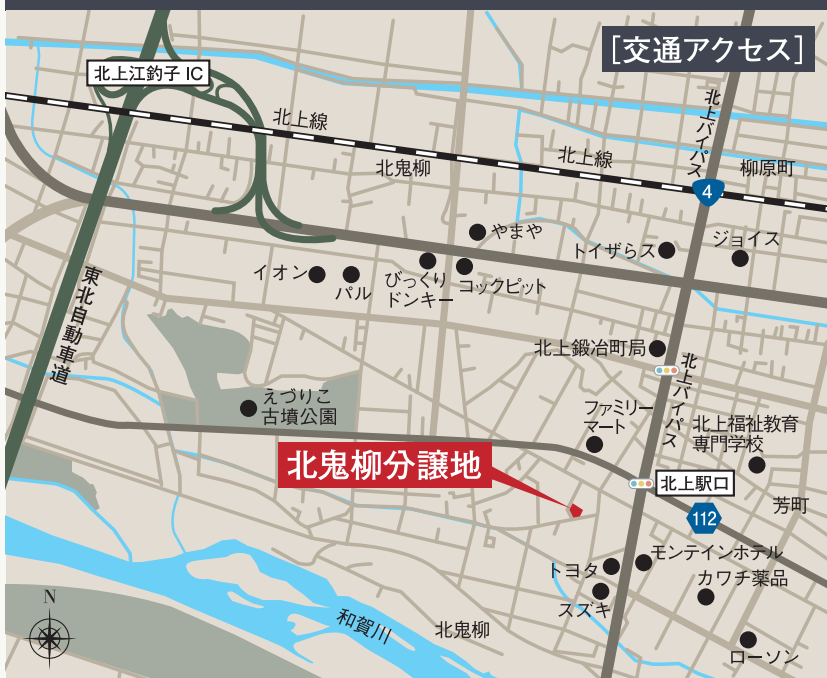 [交通アクセス]
北上江釣子 IC
北上線
北上線
北鬼柳
北上バイパス
4
柳原町
やまや
トイザらス
ジョイス
イオン
パル
びっくり
ドンキー
コックピット
東北自動車道
北上鍛冶町局
北上バイパス
えづりこ
古墳公園
ファミリー
マート
北上福祉教育
専門学校
北鬼柳分譲地
北上駅口
112
芳町
モンテインホテル
トヨタ
カワチ薬品
スズキ
N
和賀川
北鬼柳
ローソン